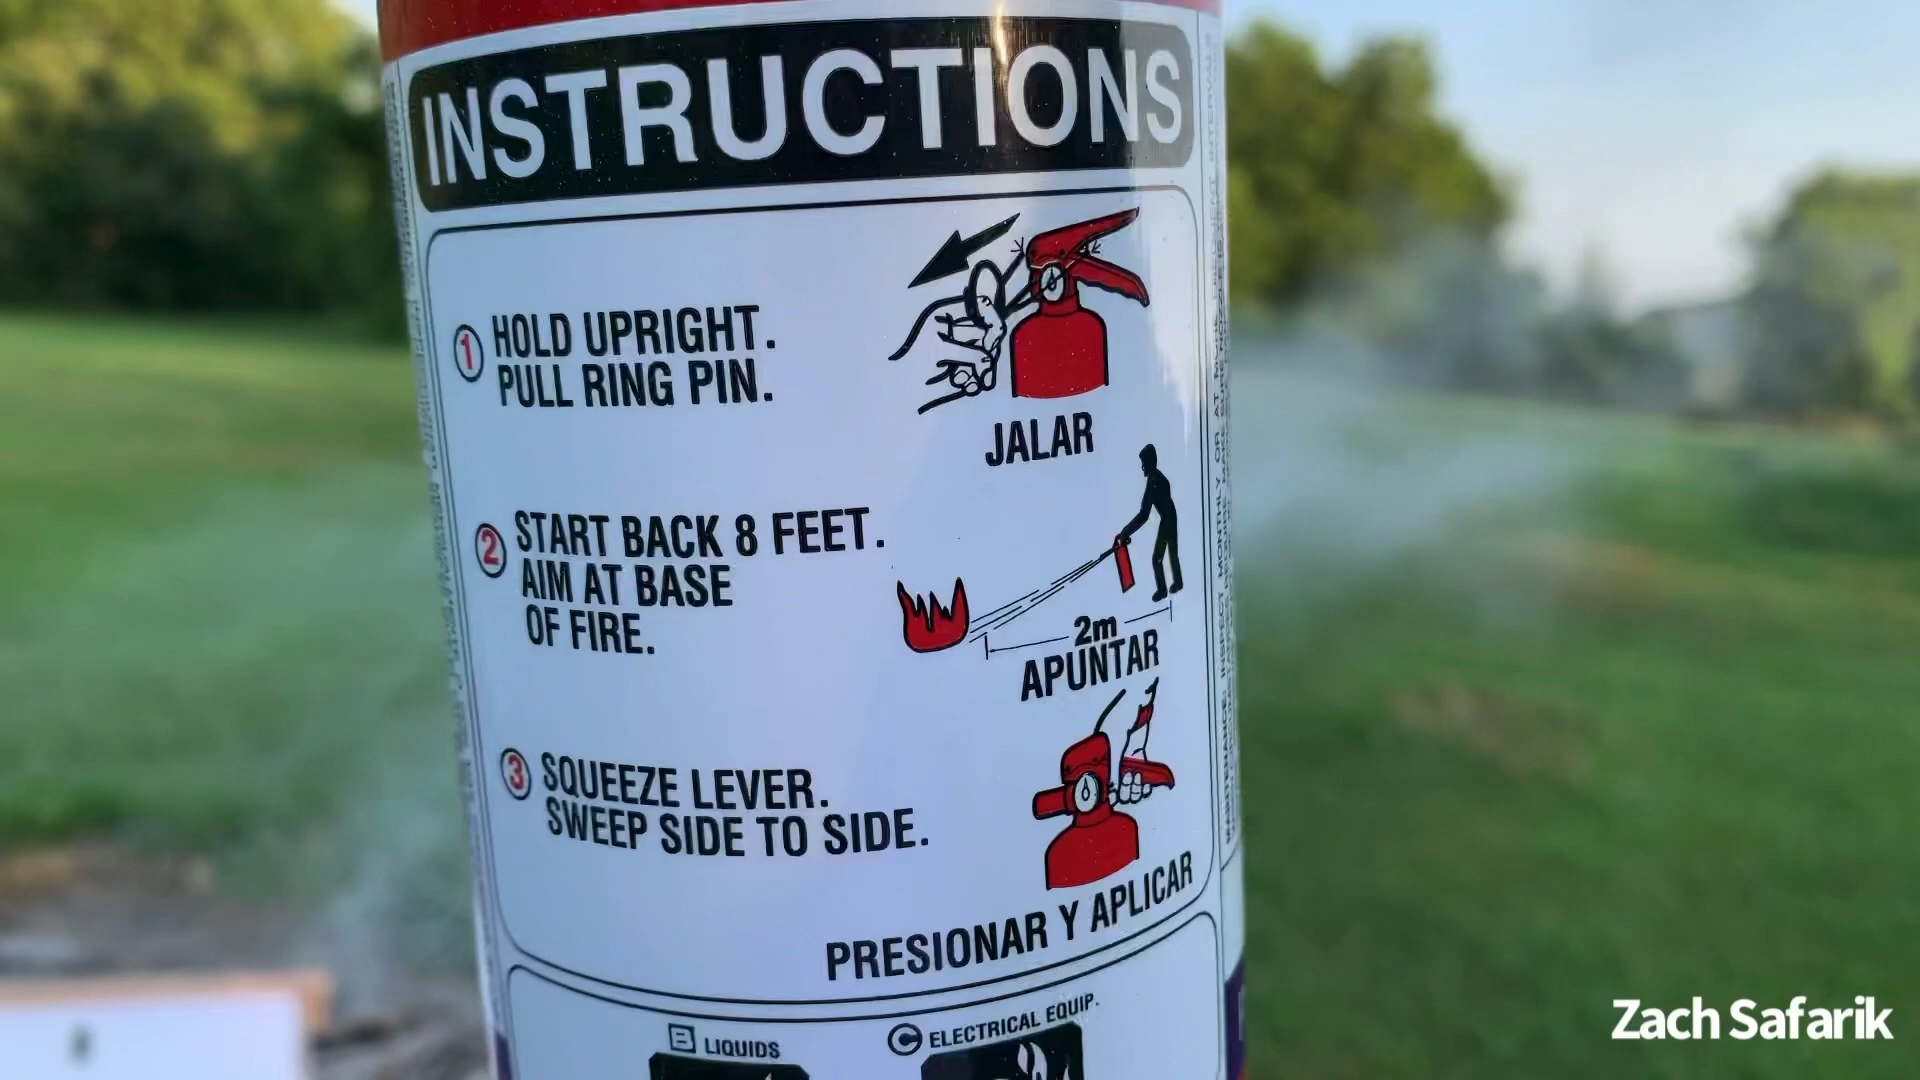 INSTRUCTIONS
1 HOLD UPRIGHT.
PULL RING PIN.
JALAR
2 START BACK 8 FEET.
AIM AT BASE
OF FIRE.
2m
APUNTAR
3 SQUEEZE LEVER.
SWEEP SIDE TO SIDE.
PRESIONAR Y APLICAR
B LIQUIDS
C ELECTRICAL EQUIP.
Zach Safarik